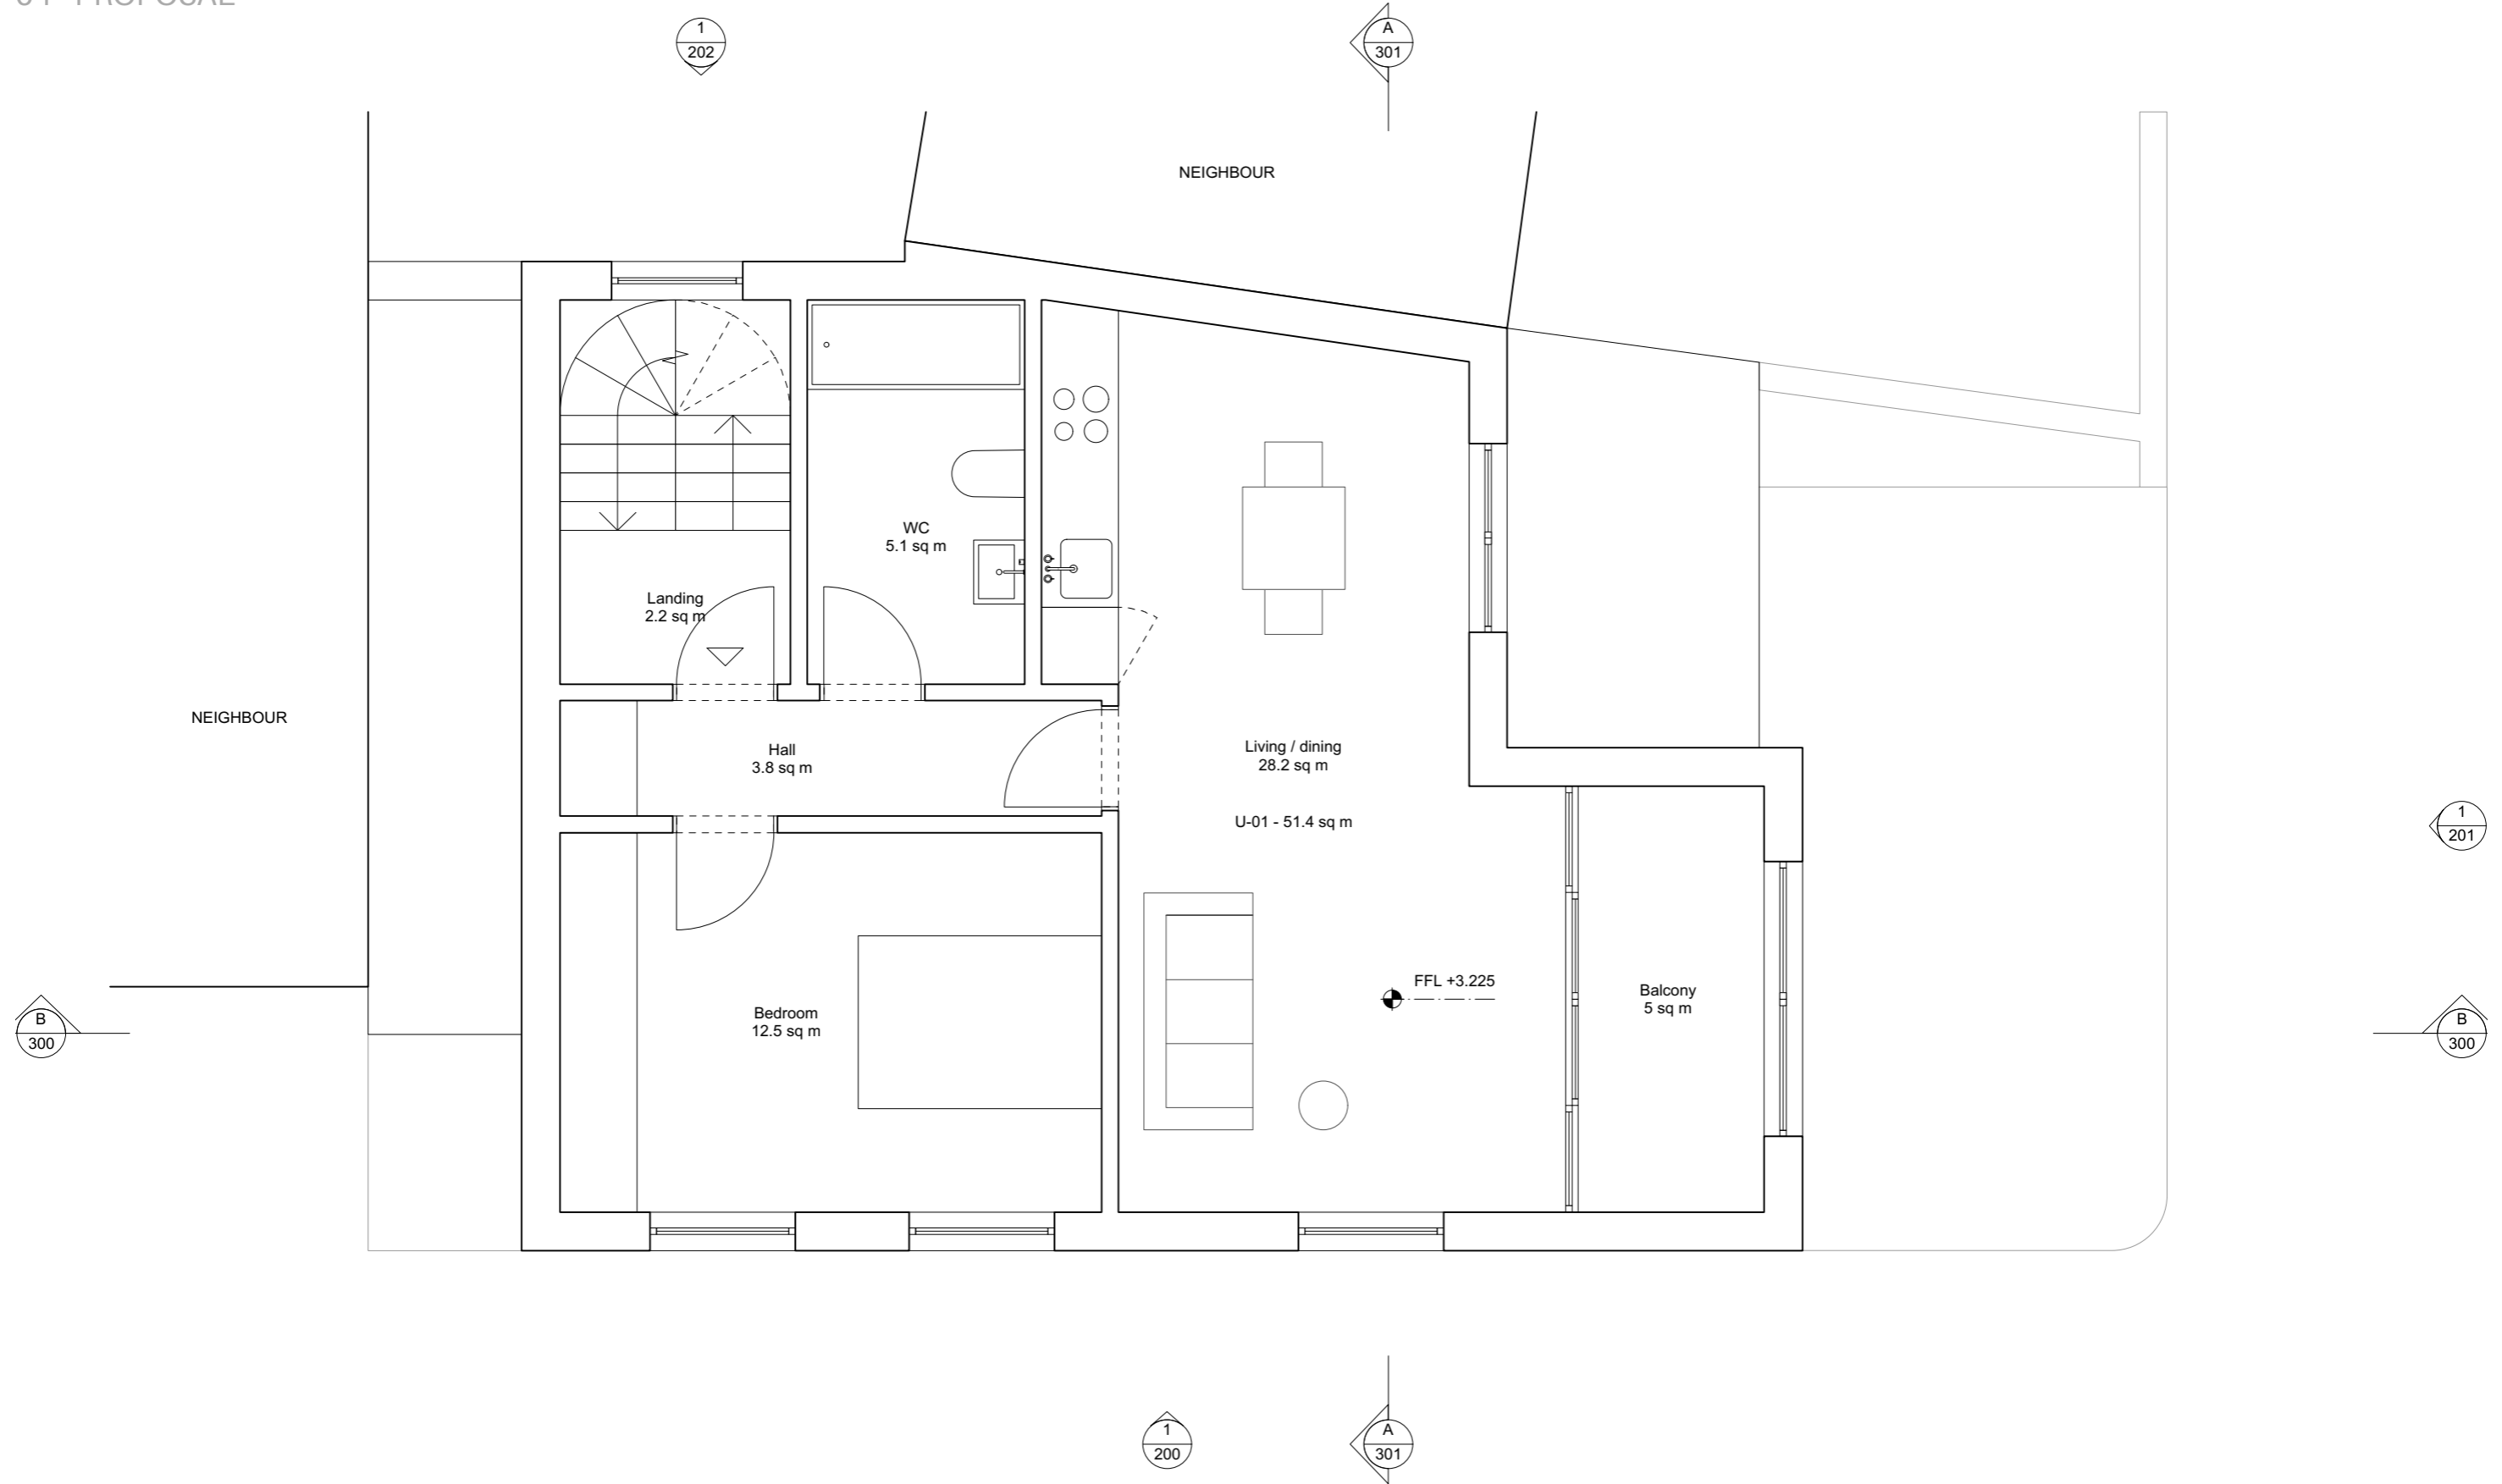 1
202
A
301
NEIGHBOUR
WC
5.1 sq m
Landing
2.2 sq m
NEIGHBOUR
Hall
3.8 sq m
Living / dining
28.2 sq m
U-01 - 51.4 sq m
1
201
FFL +3.225
Balcony
5 sq m
Bedroom
12.5 sq m
B
300
B
300
1
200
A
301